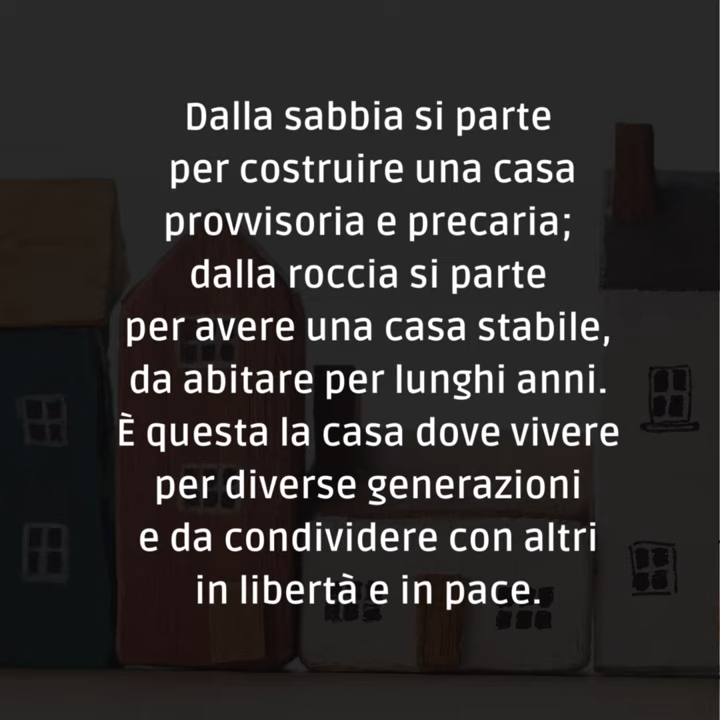 Dalla sabbia si parte
per costruire una casa
provvisoria e precaria;
dalla roccia si parte
per avere una casa stabile,
da abitare per lunghi anni.
È questa la casa dove vivere
per diverse generazioni
e da condividere con altri
in libertà e in pace.